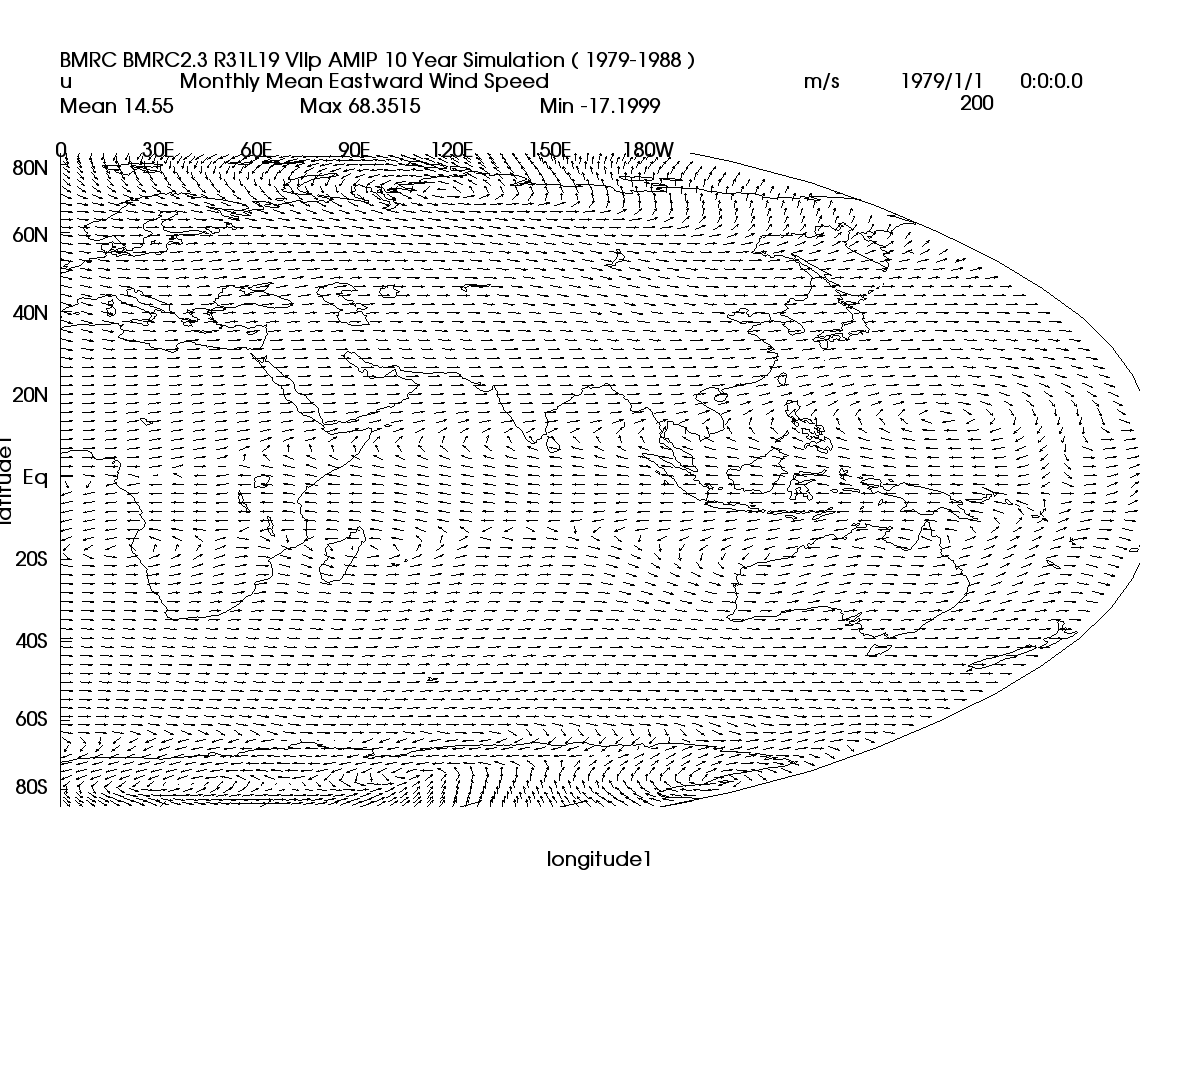 BMRC BMRC2.3 R31L19 VIIp AMIP 10 Year Simulation ( 1979-1988 )
u Monthly Mean Eastward Wind Speed m/s 1979/1/1 0:0:0.0
Mean 14.55 Max 68.3515 Min -17.1999 200
0 30E 60E 90E 120E 150E 180W
80N
60N
40N
20N
Eq
20S
40S
60S
80S
latitude1
longitude1